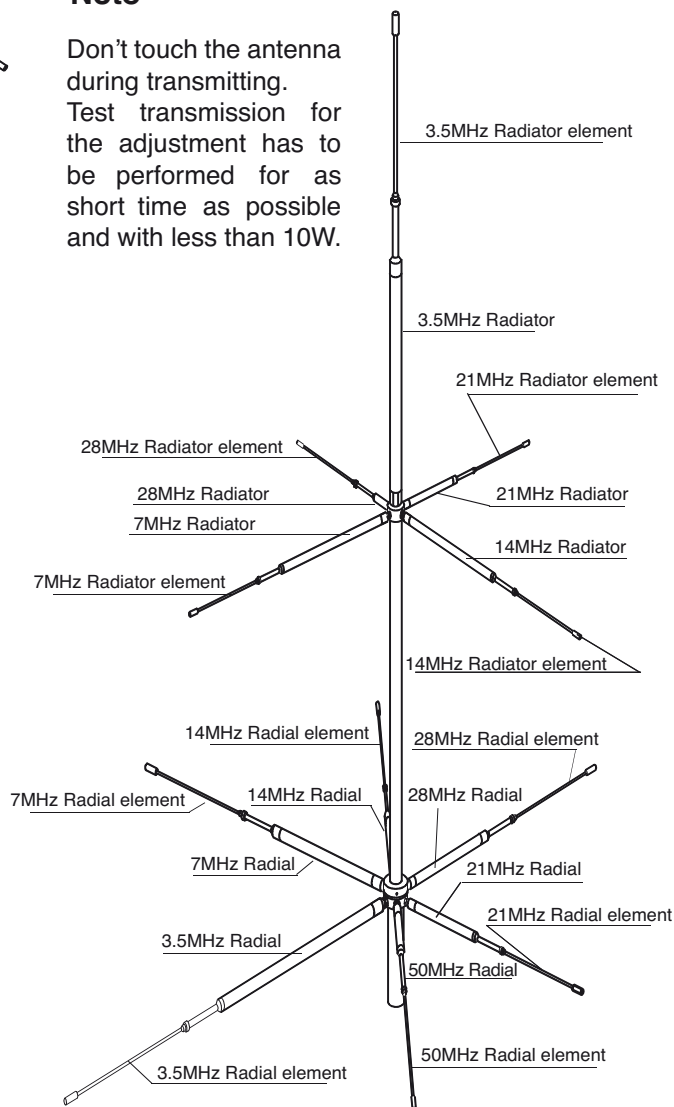 Note
Don't touch the antenna
during transmitting.
Test transmission for
the adjustment has to
be performed for as
short time as possible
and with less than 10W.
3.5MHz Radiator element
3.5MHz Radiator
21MHz Radiator element
28MHz Radiator element
28MHz Radiator
21MHz Radiator
7MHz Radiator
14MHz Radiator
7MHz Radiator element
14MHz Radiator element
14MHz Radial element
28MHz Radial element
7MHz Radial element
14MHz Radial
28MHz Radial
7MHz Radial
21MHz Radial
21MHz Radial element
3.5MHz Radial
50MHz Radial
50MHz Radial element
3.5MHz Radial element